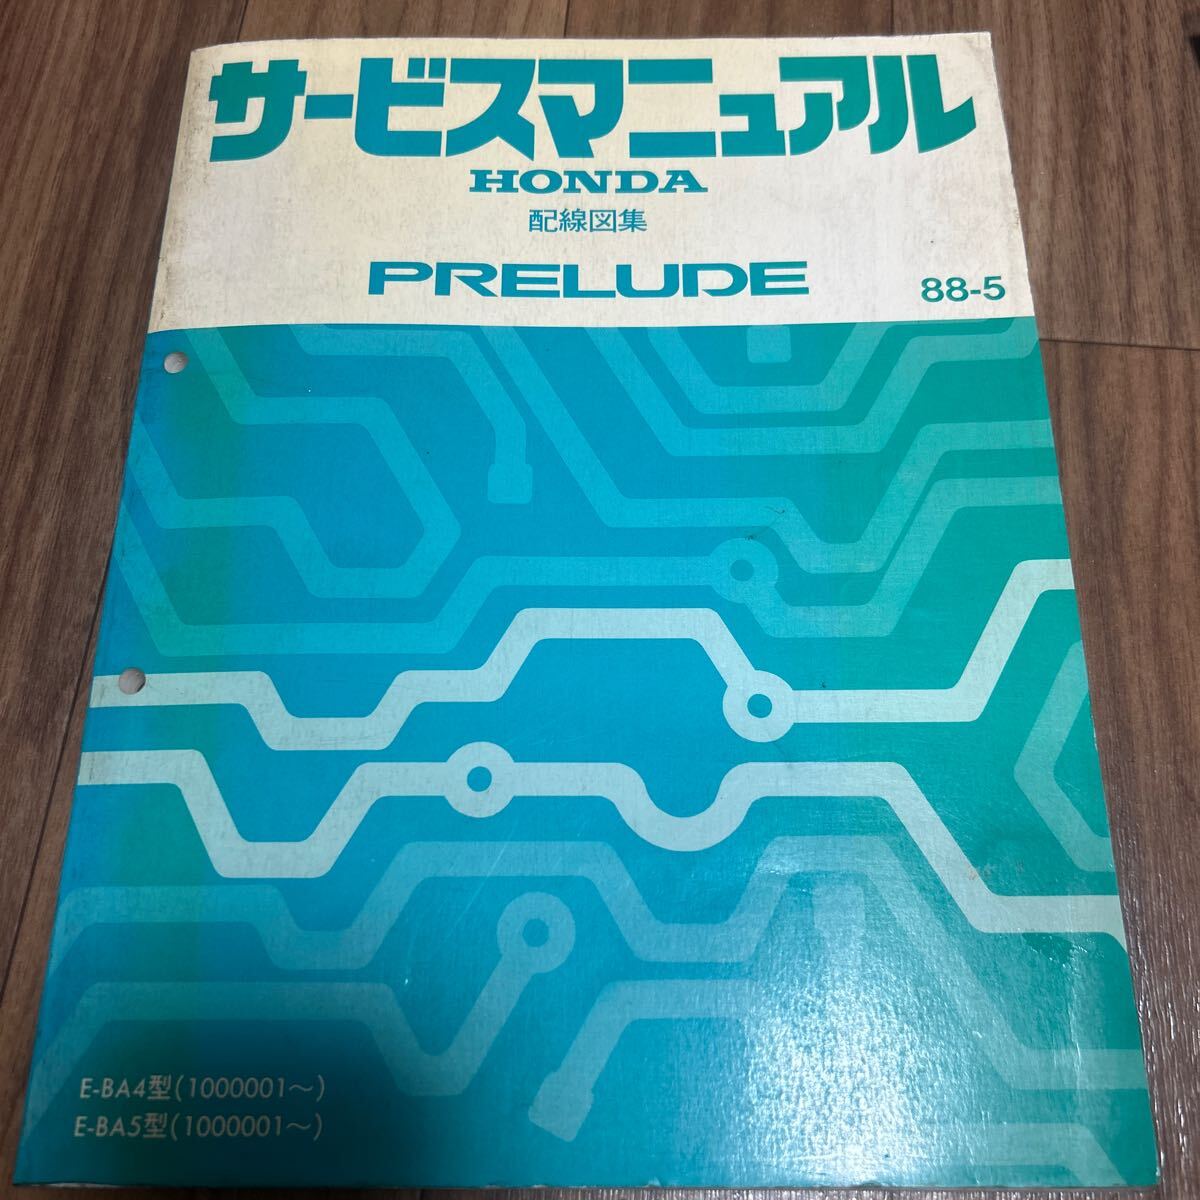 サービスマニュアル
HONDA
配線図集
PRELUDE
88-5
E-BA4型(1000001～)
E-BA5型(1000001～)